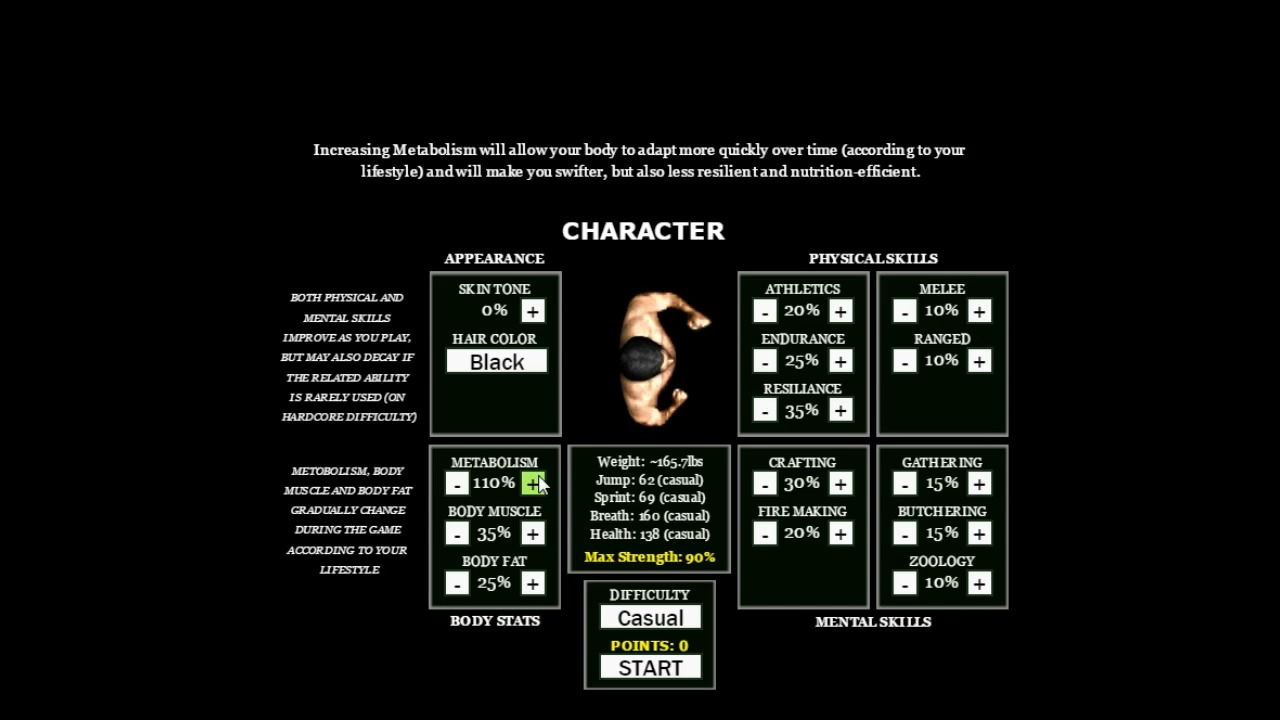 Increasing Metabolism will allow your body to adapt more quickly over time (according to your
lifestyle) and will make you swifter, but also less resilient and nutrition-efficient.
CHARACTER
APPEARANCE
PHYSICAL SKILLS
BOTH PHYSICAL AND
MENTAL SKILLS
IMPROVE AS YOU PLAY,
BUT MAY ALSO DECAY IF
THE RELATED ABILITY
IS RARELY USED (ON
HARDCORE DIFFICULTY)
SKIN TONE
0% +
HAIR COLOR
Black
ATHLETICS
- 20% +
ENDURANCE
- 25% +
RESILIANCE
- 35% +
MELEE
- 10% +
RANGED
- 10% +
METOBOLISM, BODY
MUSCLE AND BODY FAT
GRADUALLY CHANGE
DURING THE GAME
ACCORDING TO YOUR
LIFESTYLE
METABOLISM
- 110% +
BODY MUSCLE
- 35% +
BODY FAT
- 25% +
BODY STATS
Weight: ~165.7lbs
Jump: 62 (casual)
Sprint: 69 (casual)
Breath: 160 (casual)
Health: 138 (casual)
Max Strength: 90%
DIFFICULTY
Casual
POINTS: 0
START
CRAFTING
- 30% +
FIRE MAKING
- 20% +
GATHERING
- 15% +
BUTCHERING
- 15% +
ZOOLOGY
- 10% +
MENTAL SKILLS